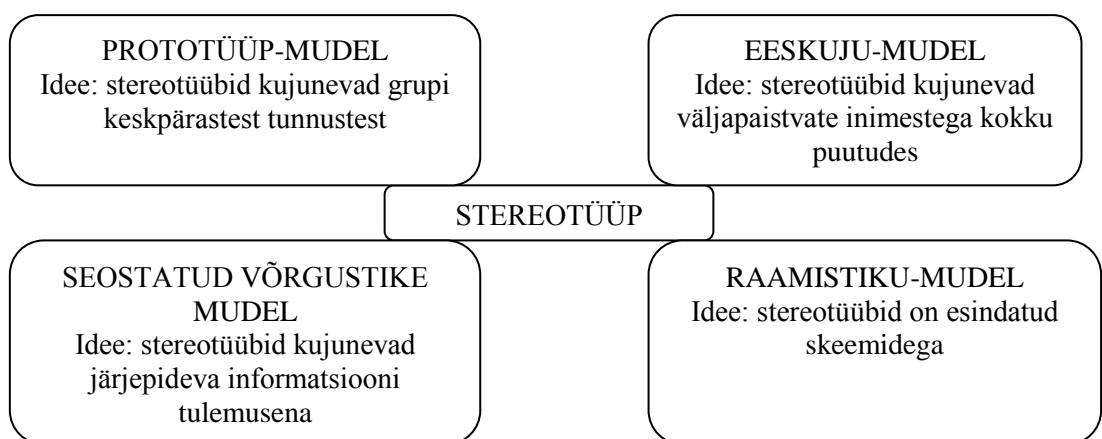 PROTOTÜÜP-MUDEL
Idee: stereotüübid kujunevad grupi
keskpärastest tunnustest
EESKUJU-MUDEL
Idee: stereotüübid kujunevad
väljapaistvate inimestega kokku
puutudes
STEREOTÜÜP
SEOSTATUD VÕRGUSTIKE
MUDEL
Idee: stereotüübid kujunevad
järjepideva informatsiooni
tulemusena
RAAMISTIKU-MUDEL
Idee: stereotüübid on esindatud
skeemidega